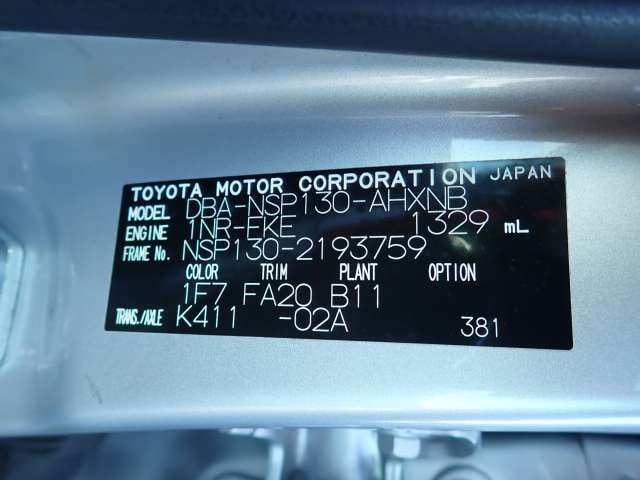 TOYOTA MOTOR CORPORATION JAPAN
MODEL DBA-NSP130-AHXNB
ENGINE 1NR-FKE 1329 mL
FRAME No. NSP130-2193759
COLOR TRIM PLANT OPTION
1F7 FA20 B11
TRANS./AXLE K411 -02A 381